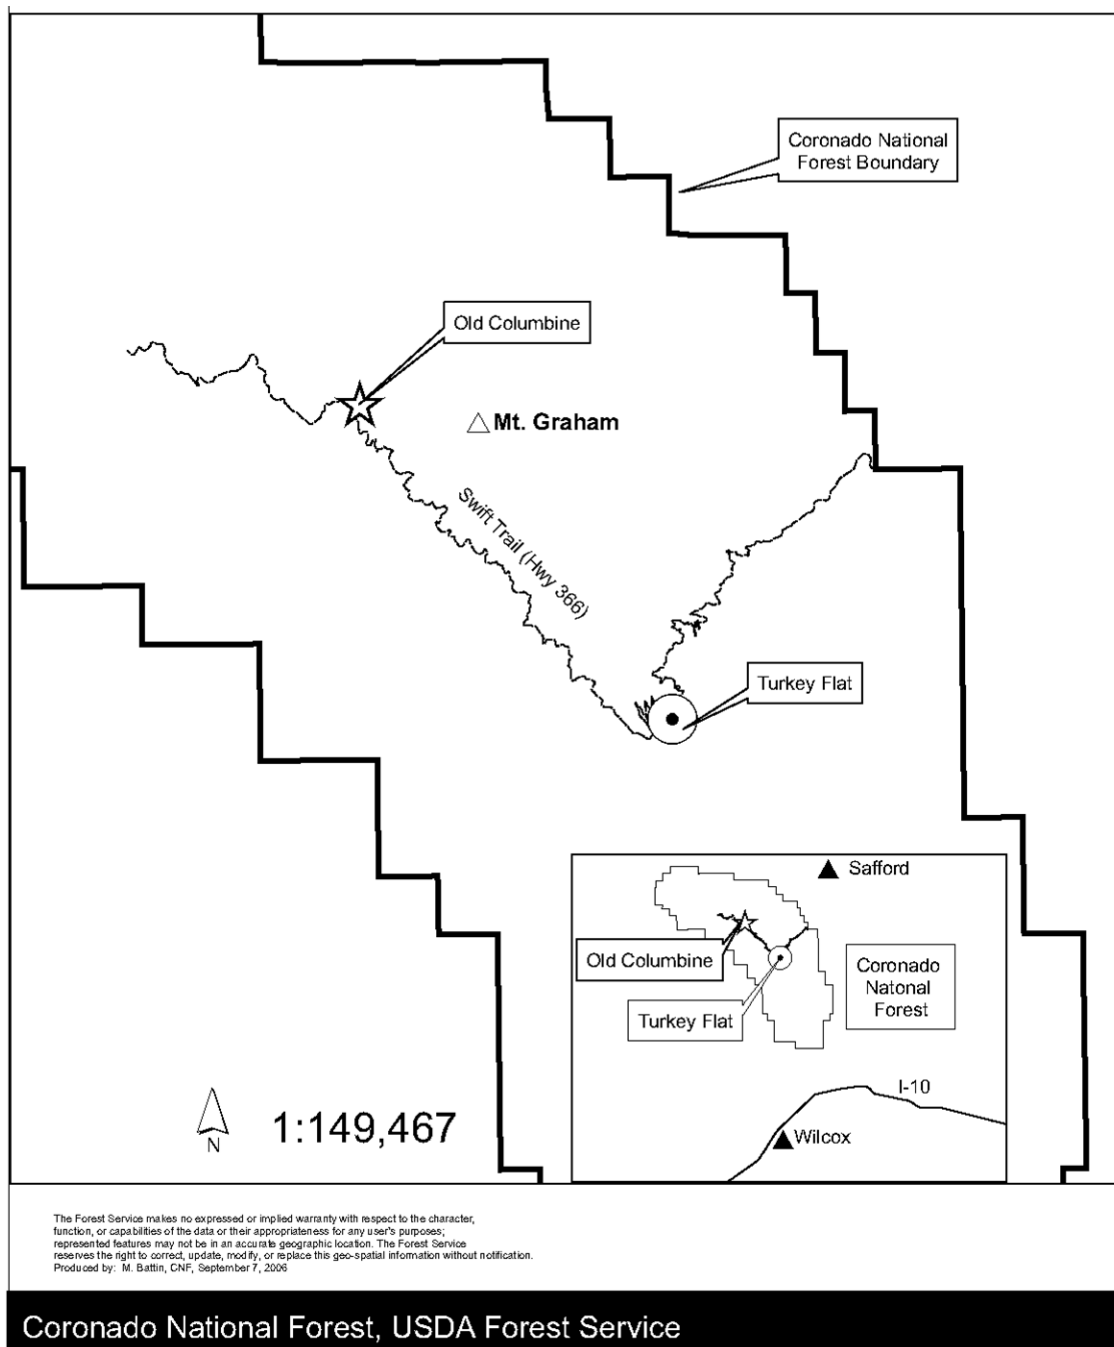 Coronado National
Forest Boundary
Old Columbine
Mt. Graham
Swift Trail (Hwy 366)
Turkey Flat
Safford
Old Columbine
Coronado
Natonal
Forest
Turkey Flat
I-10
Wilcox
N
1:149,467
The Forest Service makes no expressed or implied warranty with respect to the character,
function, or capabilities of the data or their appropriateness for any user's purposes;
represented features may not be in an accurate geographic location. The Forest Service
reserves the right to correct, update, modify, or replace this geo-spatial information without notification.
Produced by: M. Battin, CNF, September 7, 2006
Coronado National Forest, USDA Forest Service